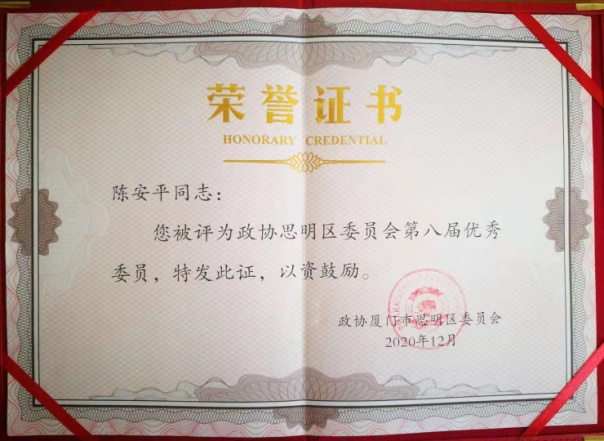 荣誉证书
HONORARY CREDENTIAL
陈安平同志：
您被评为政协思明区委员会第八届优秀
委员，特发此证，以资鼓励。
政协厦门市思明区委员会
2020年12月